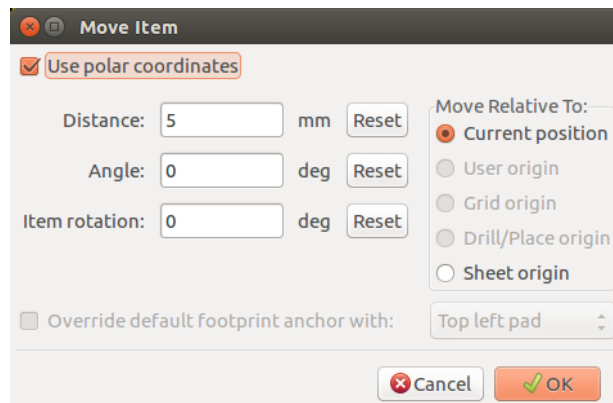 Move Item
Use polar coordinates
Distance: 5 mm Reset
Angle: 0 deg Reset
Item rotation: 0 deg Reset
Move Relative To:
Current position
User origin
Grid origin
Drill/Place origin
Sheet origin
Override default footprint anchor with: Top left pad
Cancel OK